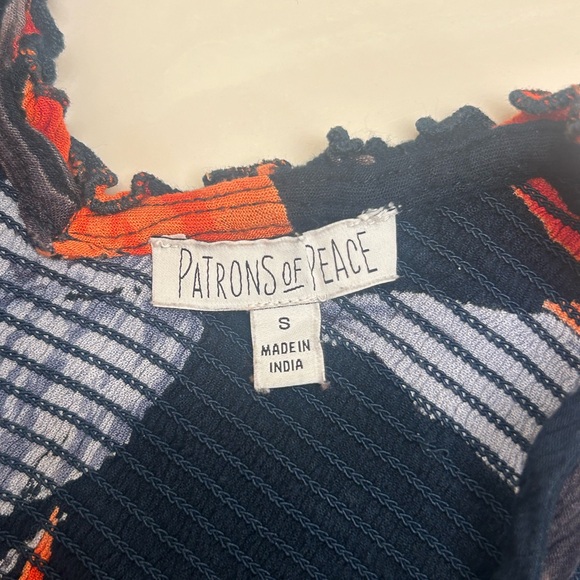 PATRONS OF PEACE
S
MADE IN
INDIA